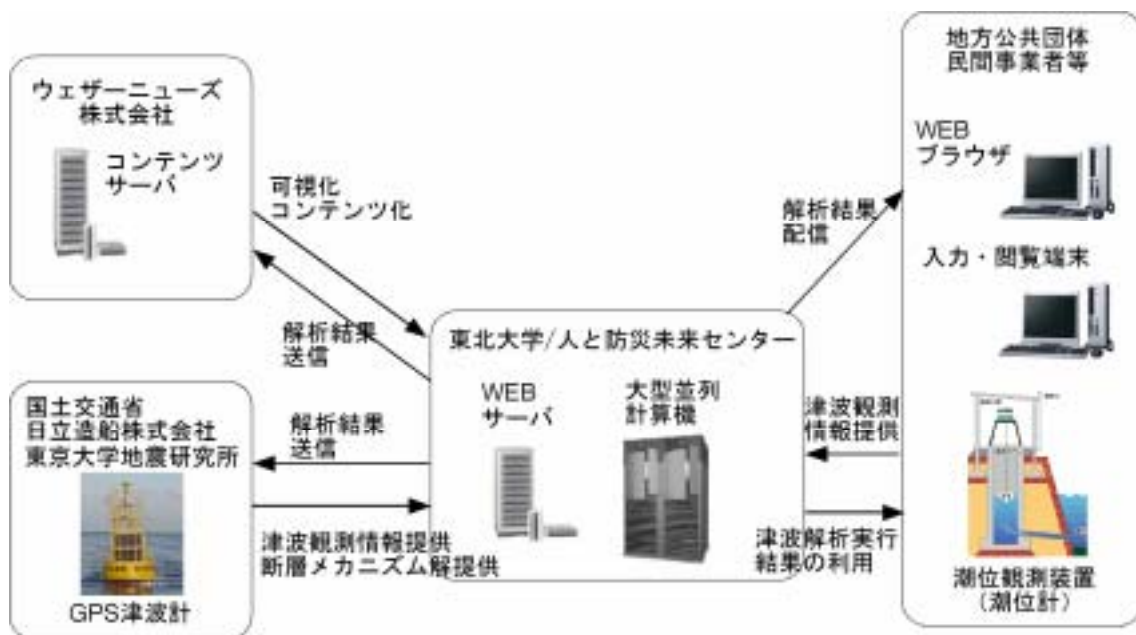 ウェザーニューズ
株式会社
コンテンツ
サーバ
可視化
コンテンツ化
解析結果
送信
国土交通省
日立造船株式会社
東京大学地震研究所
GPS津波計
解析結果
送信
津波観測情報提供
断層メカニズム解提供
東北大学/人と防災未来センター
WEB
サーバ
大型並列
計算機
解析結果
配信
津波観測
情報提供
津波解析実行
結果の利用
地方公共団体
民間事業者等
WEB
ブラウザ
入力・閲覧端末
潮位観測装置
(潮位計)